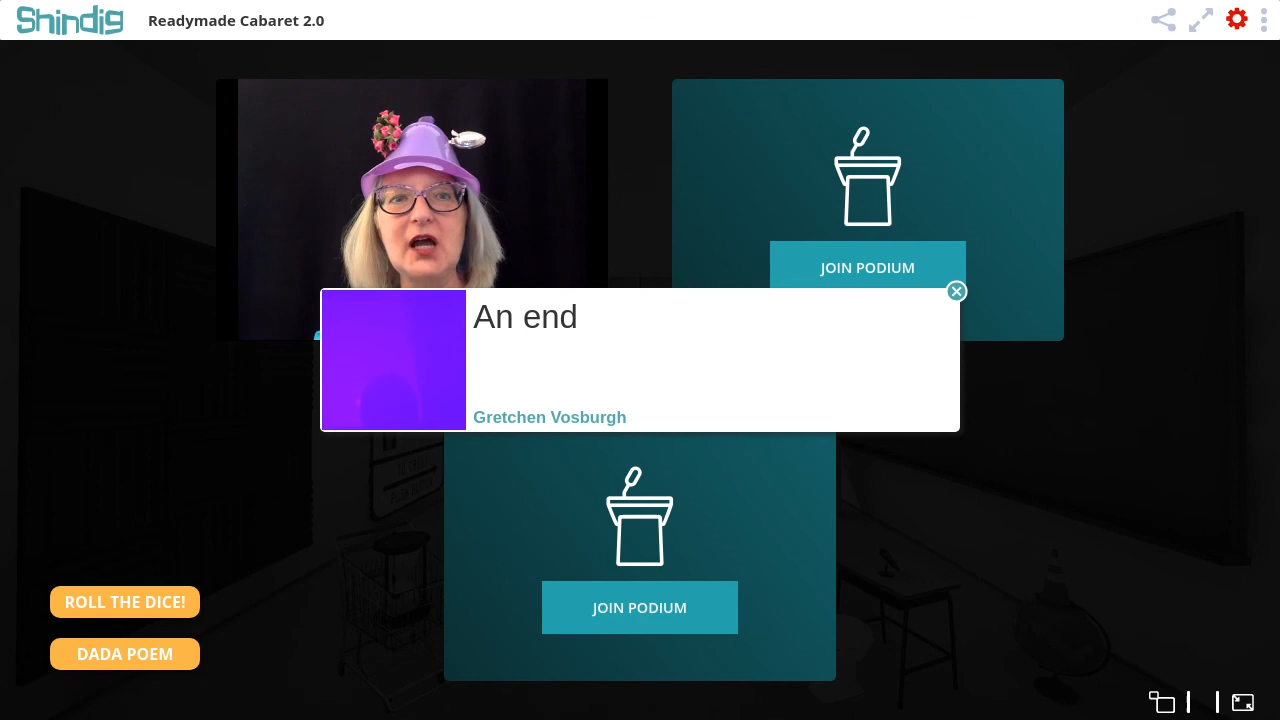 Shindig
Readymade Cabaret 2.0
JOIN PODIUM
An end
Gretchen Vosburgh
JOIN PODIUM
ROLL THE DICE!
DADA POEM